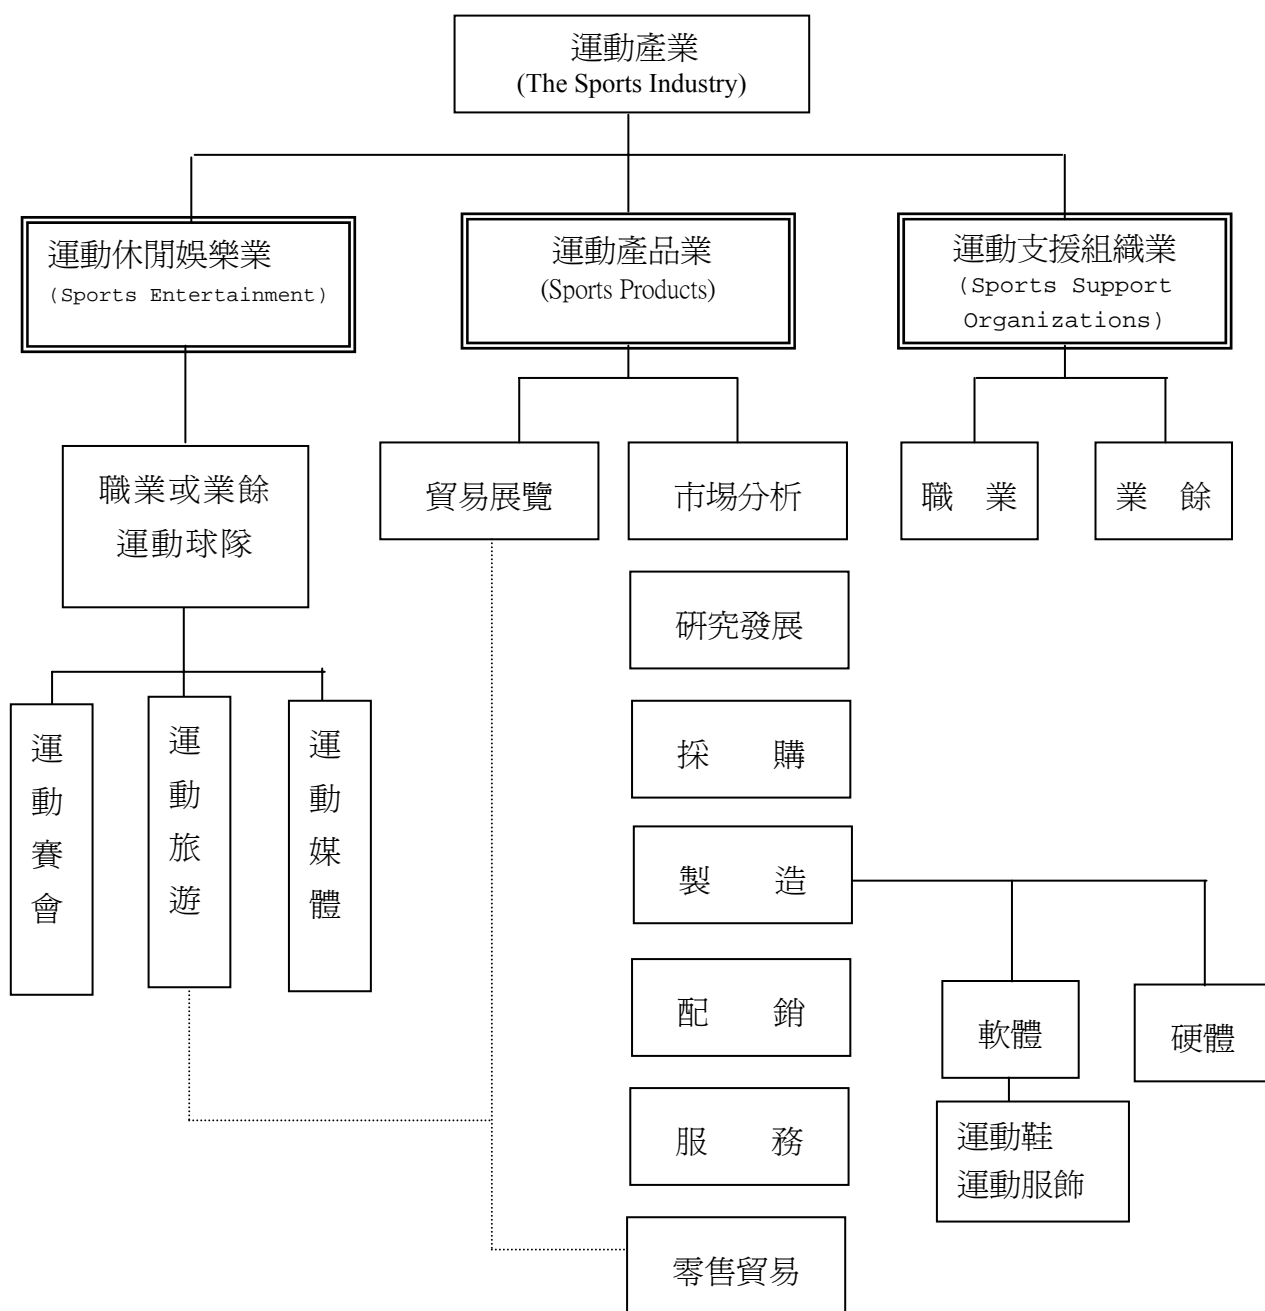 運動產業
(The Sports Industry)
運動休閒娛樂業
(Sports Entertainment)
運動產品業
(Sports Products)
運動支援組織業
(Sports Support
Organizations)
職業或業餘
運動球隊
貿易展覽
市場分析
職 業
業 餘
研究發展
運動賽會
運動旅遊
運動媒體
採 購
製 造
配 銷
軟體
硬體
服 務
運動鞋
運動服飾
零售貿易